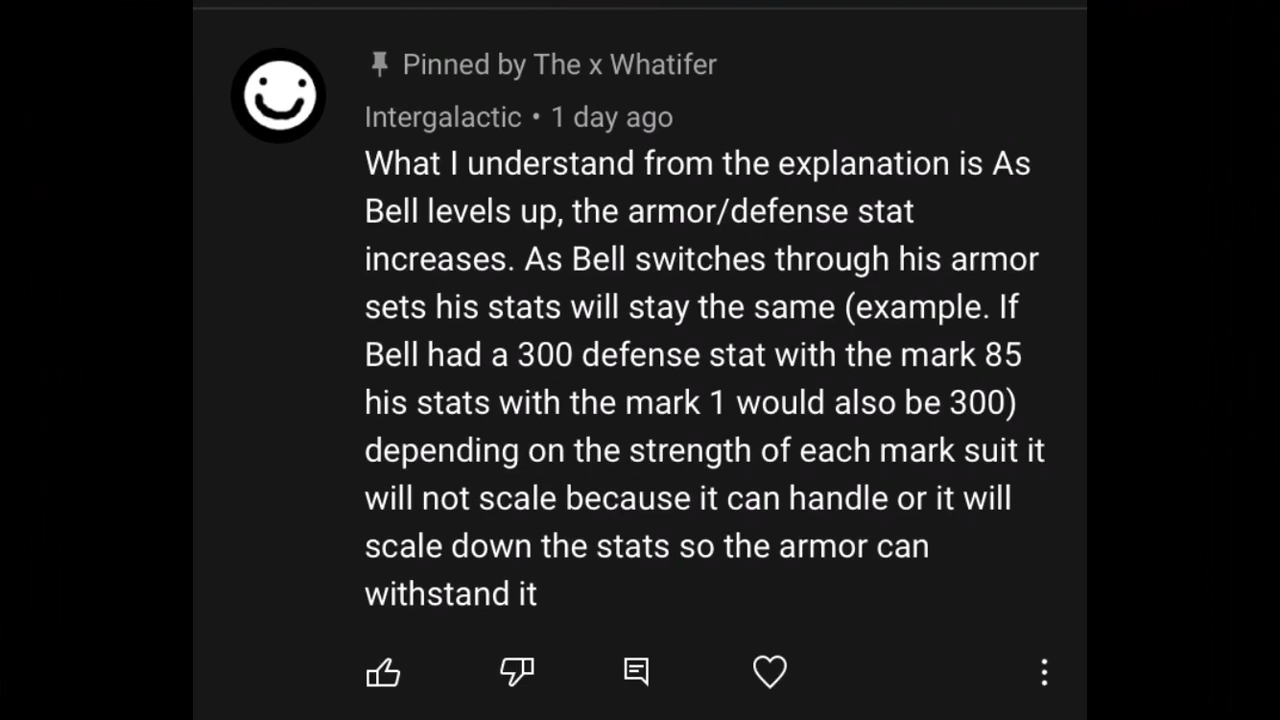 Pinned by The x Whatifer
Intergalactic • 1 day ago
What I understand from the explanation is As
Bell levels up, the armor/defense stat
increases. As Bell switches through his armor
sets his stats will stay the same (example. If
Bell had a 300 defense stat with the mark 85
his stats with the mark 1 would also be 300)
depending on the strength of each mark suit it
will not scale because it can handle or it will
scale down the stats so the armor can
withstand it